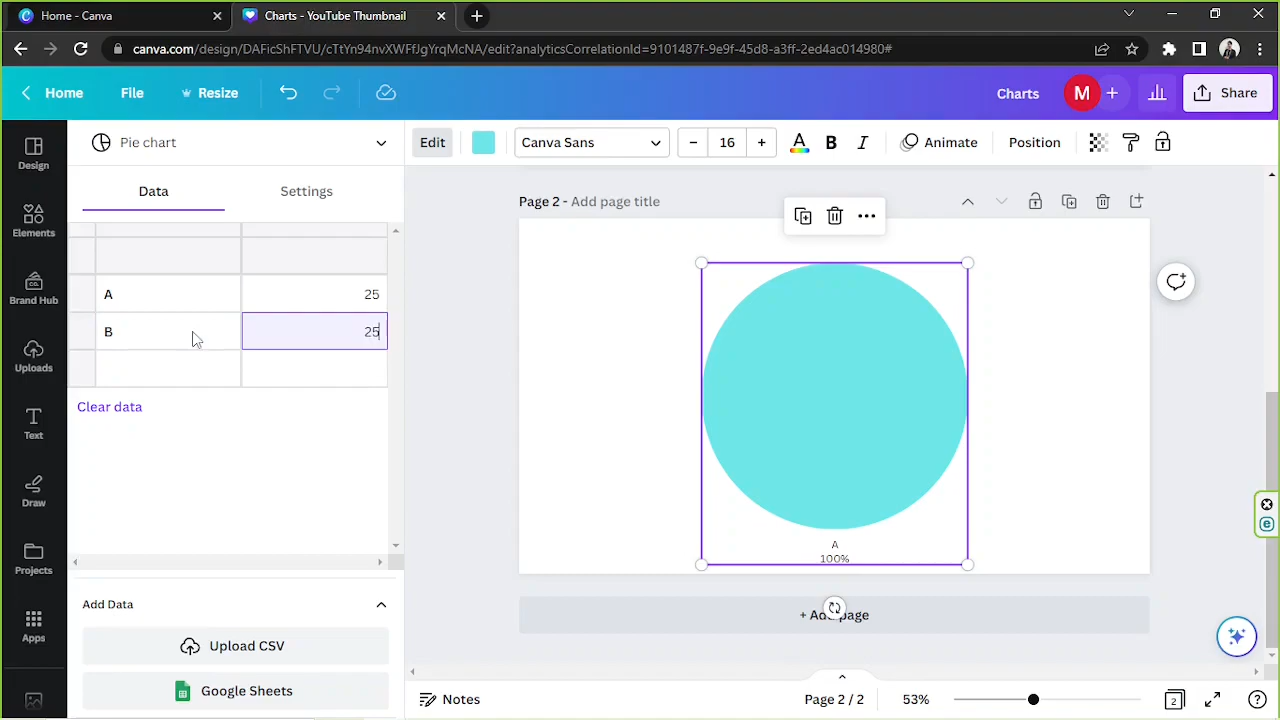 Home - Canva
Charts - YouTube Thumbnail
canva.com/design/DAFicShFTVU/cTtYn94nvXWFfJgYrqMcNA/edit?analyticsCorrelationId=9101487f-9e9f-45d8-a3ff-2ed4ac014980#
Home File Resize Charts M Share
Design
Elements
Brand Hub
Uploads
Text
Draw
Projects
Apps
Pie chart
Data Settings
A 25
B 25
Clear data
Add Data
Upload CSV
Google Sheets
Edit Canva Sans 16 A B I Animate Position
Page 2 - Add page title
A
100%
+ Add page
Notes Page 2 / 2 53% 2